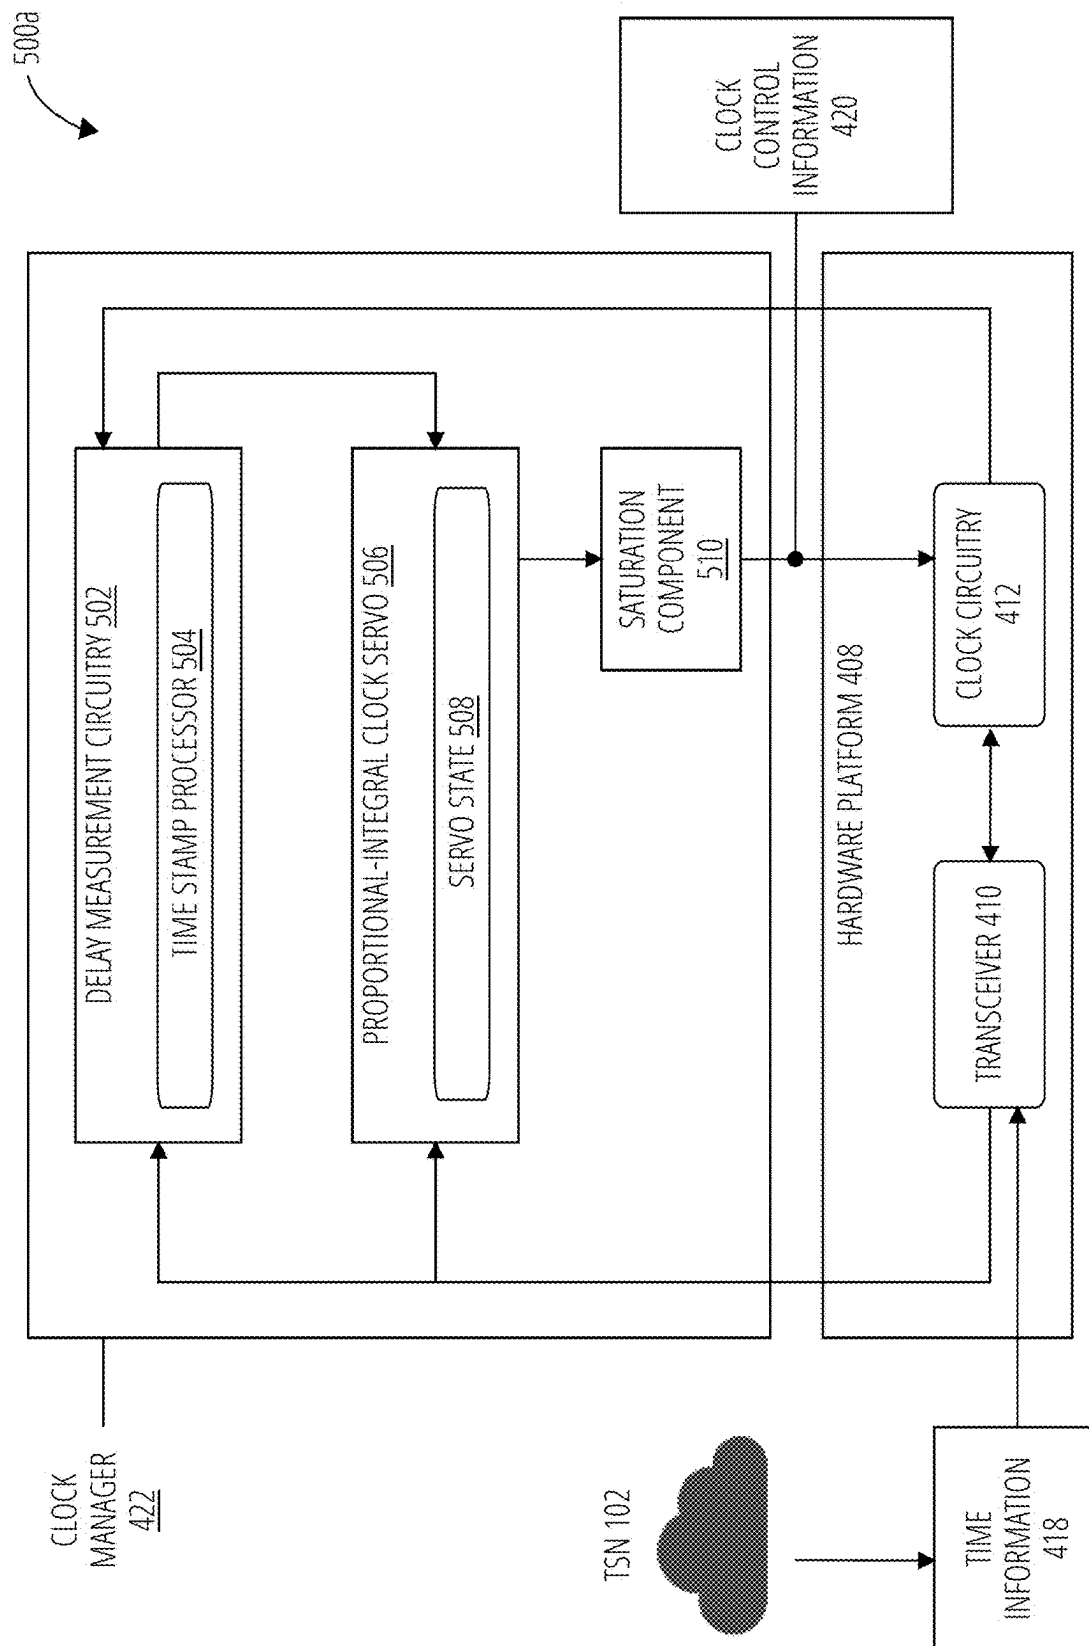 500a
CLOCK
MANAGER
422
DELAY MEASUREMENT CIRCUITRY 502
TIME STAMP PROCESSOR 504
PROPORTIONAL-INTEGRAL CLOCK SERVO 506
SERVO STATE 508
SATURATION
COMPONENT
510
CLOCK
CONTROL
INFORMATION
420
TSN 102
HARDWARE PLATFORM 408
TRANSCEIVER 410
CLOCK CIRCUITRY
412
TIME
INFORMATION
418